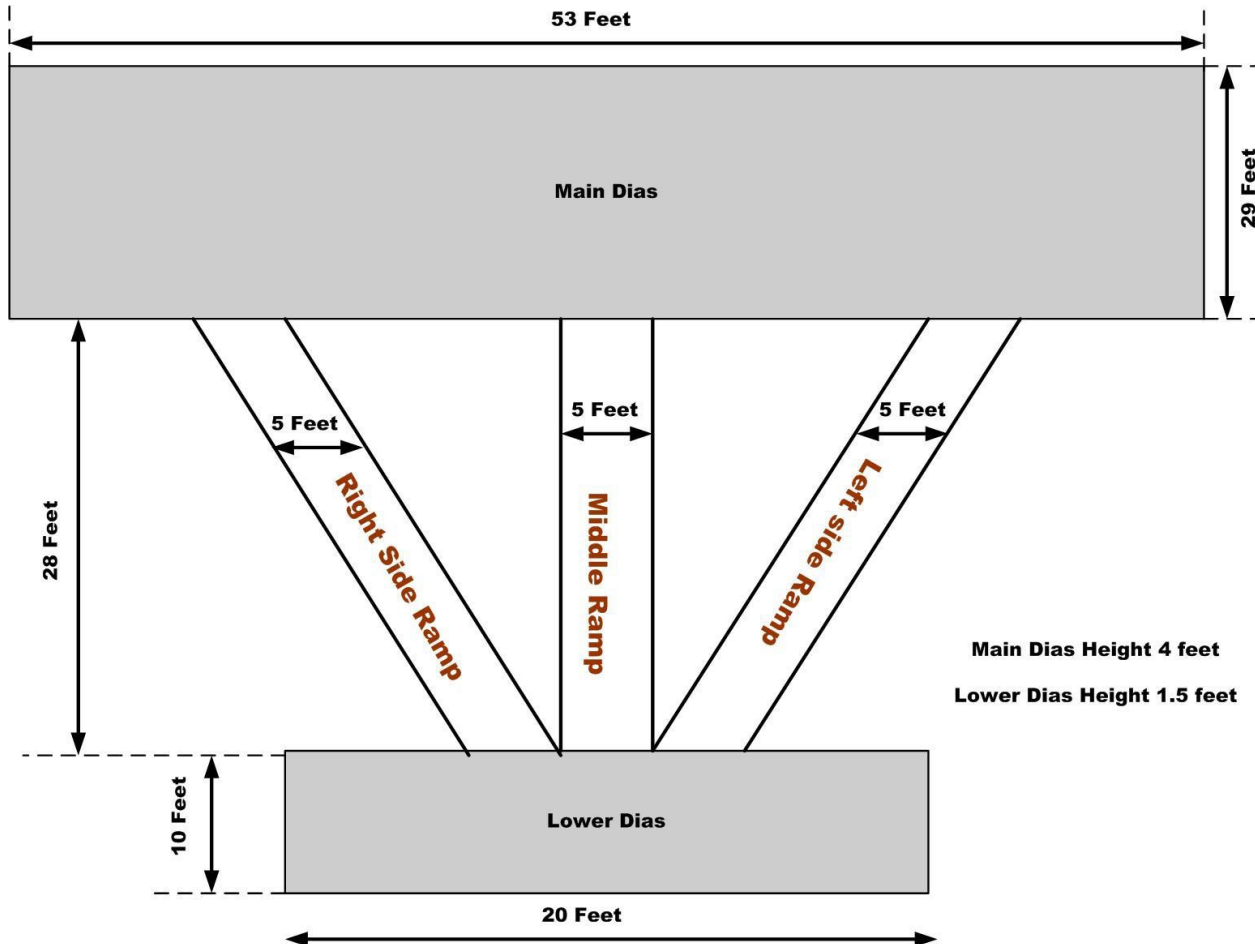 53 Feet
29 Feet
Main Dias
5 Feet
5 Feet
5 Feet
Right Side Ramp
Middle Ramp
Left side Ramp
28 Feet
Main Dias Height 4 feet
Lower Dias Height 1.5 feet
10 Feet
Lower Dias
20 Feet